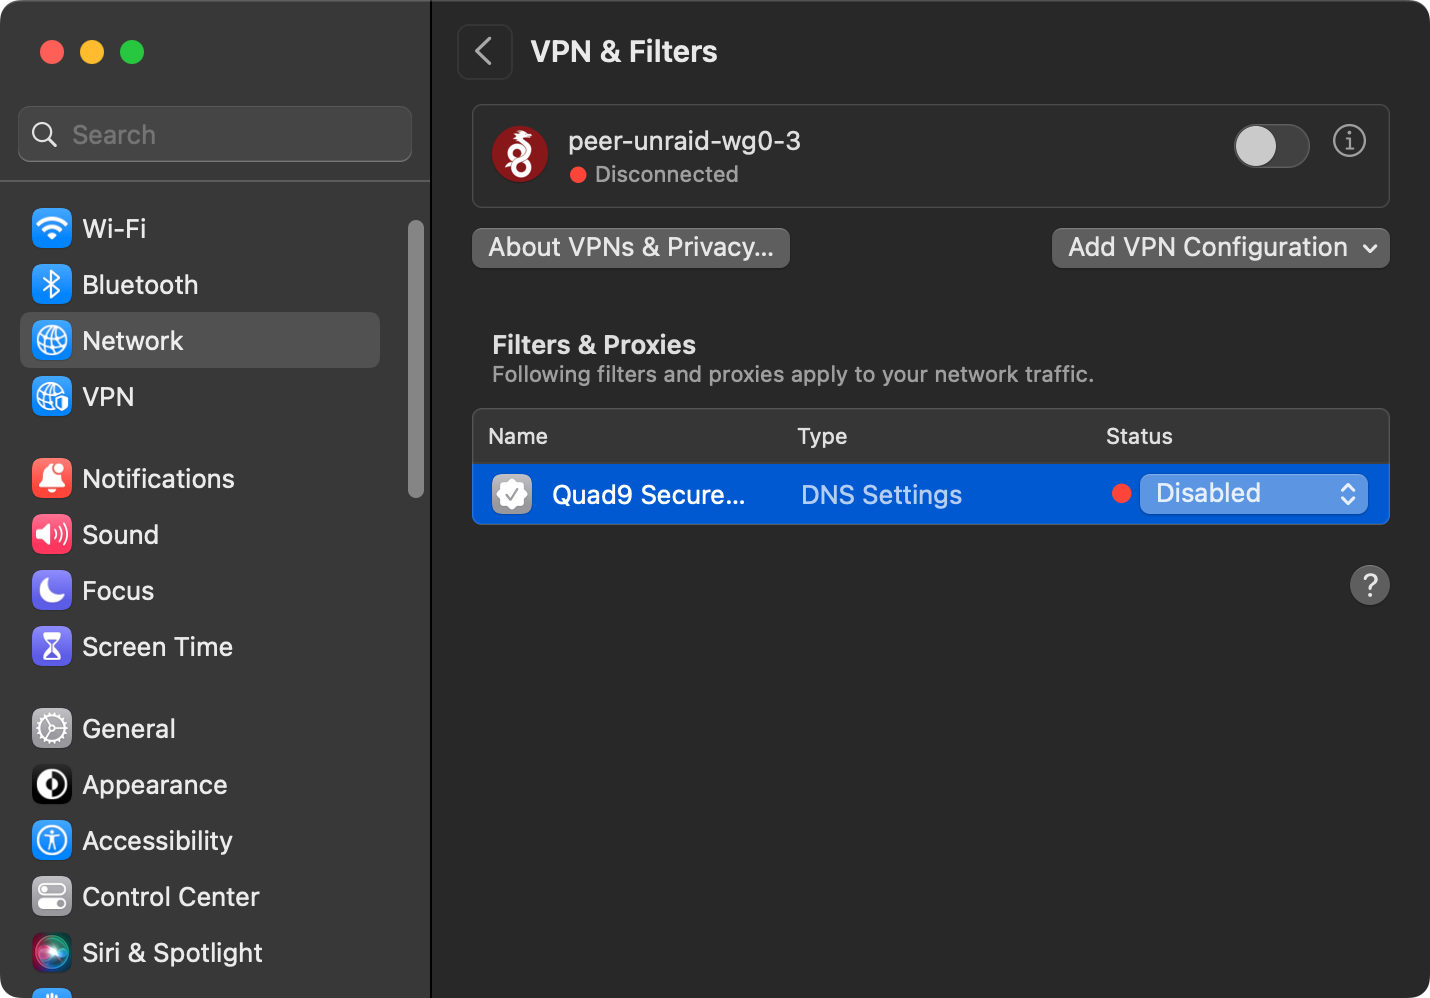 Search
Wi-Fi
Bluetooth
Network
VPN
Notifications
Sound
Focus
Screen Time
General
Appearance
Accessibility
Control Center
Siri & Spotlight
VPN & Filters
peer-unraid-wg0-3
Disconnected
About VPNs & Privacy...
Add VPN Configuration
Filters & Proxies
Following filters and proxies apply to your network traffic.
Name Type Status
Quad9 Secure... DNS Settings Disabled
?